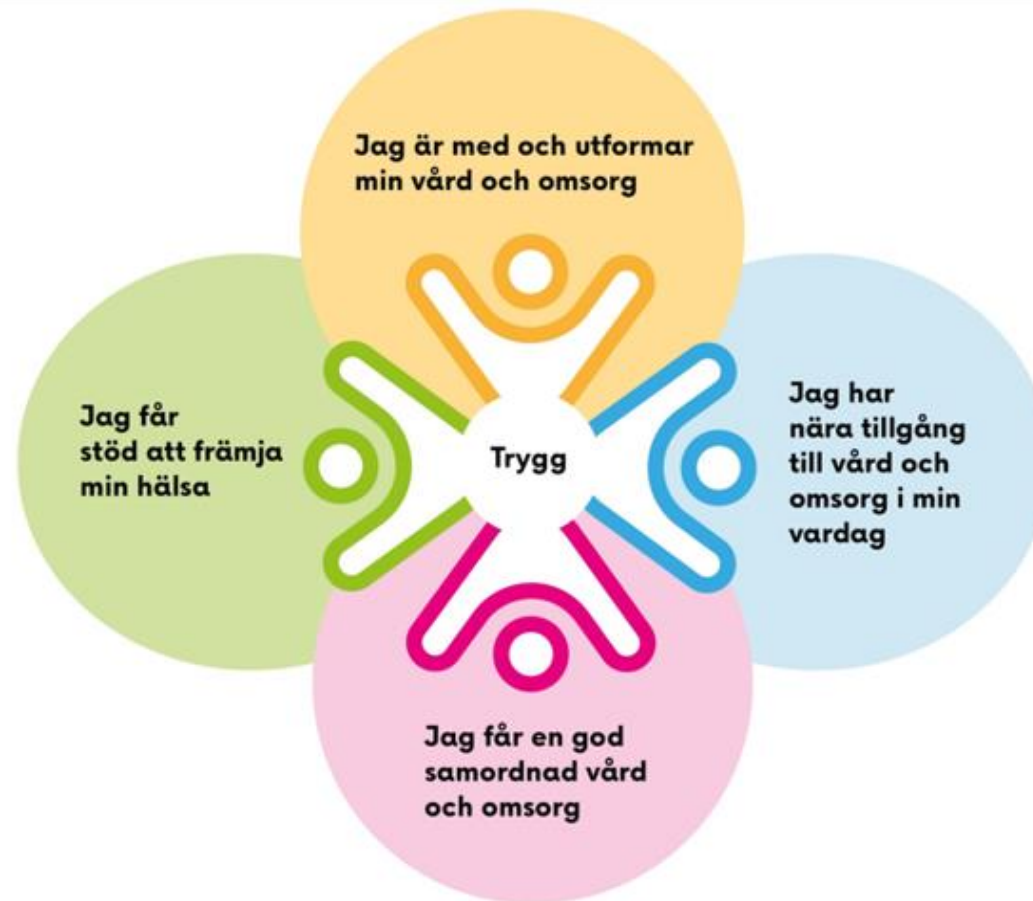 Jag är med och utformar
min vård och omsorg
Jag får
stöd att främja
min hälsa
Trygg
Jag har
nära tillgång
till vård och
omsorg i min
vardag
Jag får en god
samordnad vård
och omsorg